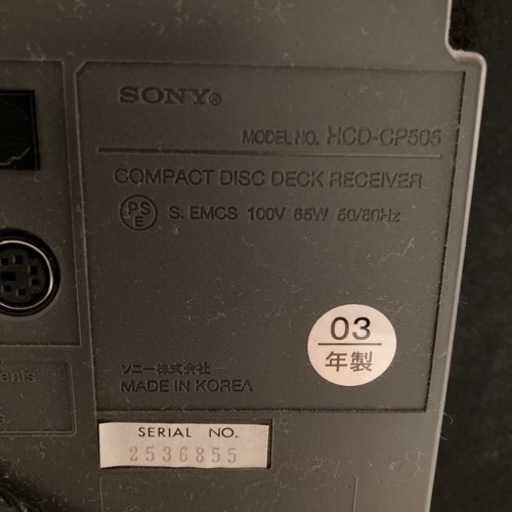 SONY®
MODEL NO. HCD-CP505
COMPACT DISC DECK RECEIVER
PSE S. EMCS 100V 65W 50/60Hz
03
年製
ソニー株式会社
MADE IN KOREA
SERIAL NO.
2536855